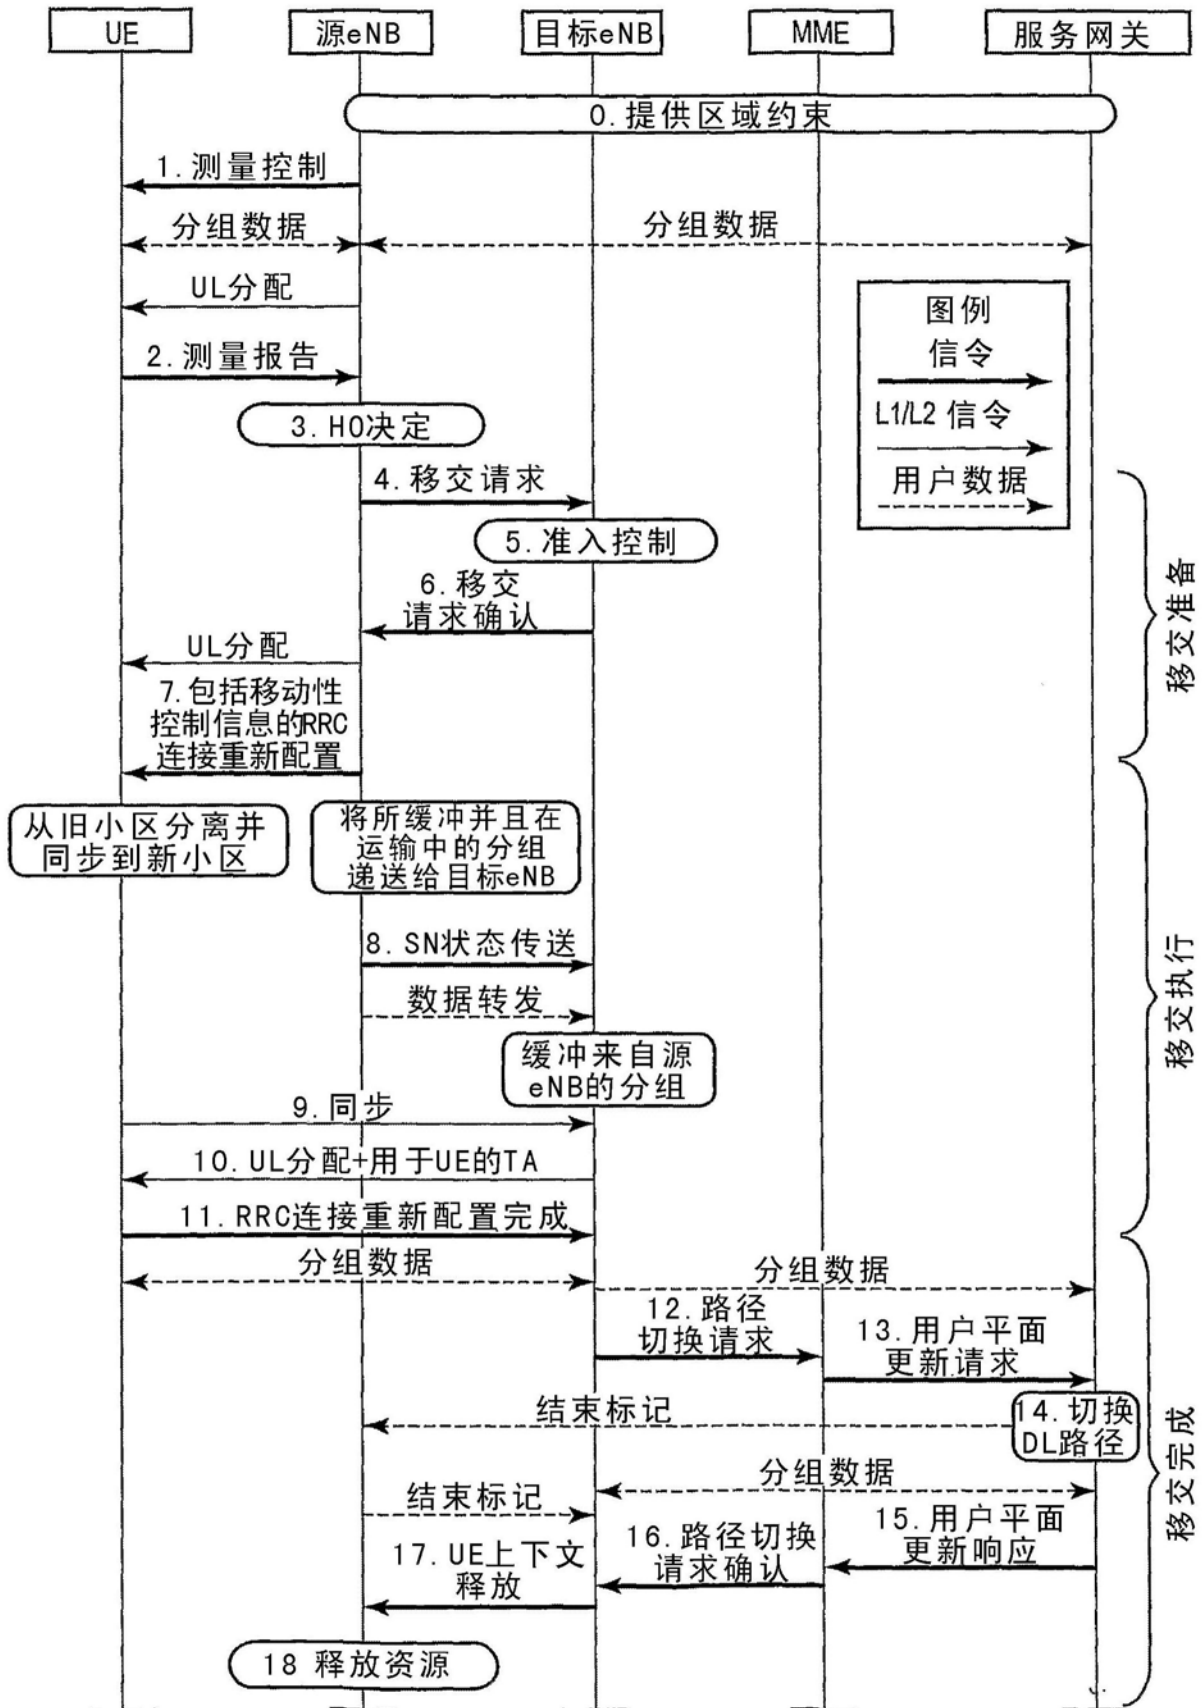 UE
源eNB
目标eNB
MME
服务网关
0.提供区域约束
1.测量控制
分组数据
分组数据
UL分配
图例
信令
L1/L2 信令
用户数据
2.测量报告
3.HO决定
4.移交请求
5.准入控制
6.移交
请求确认
移交准备
UL分配
7.包括移动性
控制信息的RRC
连接重新配置
从旧小区分离并
同步到新小区
将所缓冲并且在
运输中的分组
递送给目标eNB
8.SN状态传送
数据转发
移交执行
缓冲来自源
eNB的分组
9.同步
10.UL分配+用于UE的TA
11.RRC连接重新配置完成
分组数据
分组数据
12.路径
切换请求
13.用户平面
更新请求
结束标记
14.切换
DL路径
移交完成
分组数据
结束标记
15.用户平面
更新响应
16.路径切换
请求确认
17.UE上下文
释放
18 释放资源